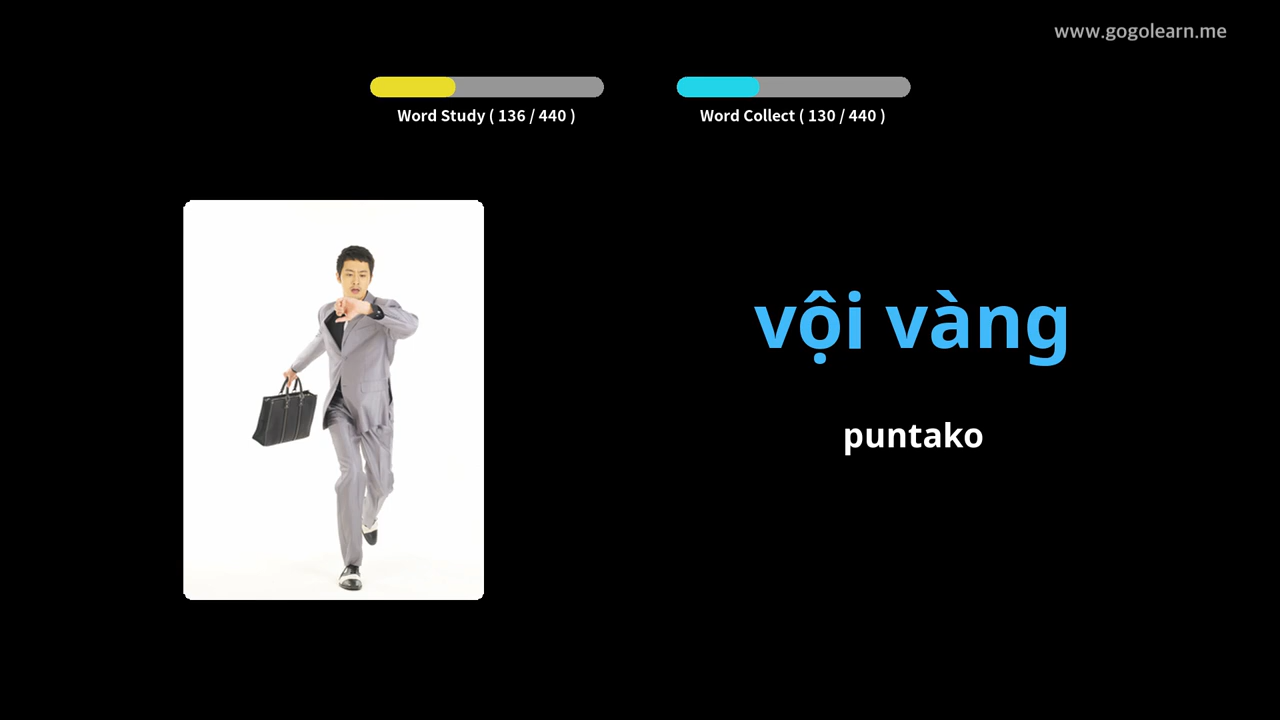 www.gogolearn.me
Word Study ( 136 / 440 )
Word Collect ( 130 / 440 )
vội vàng
puntako